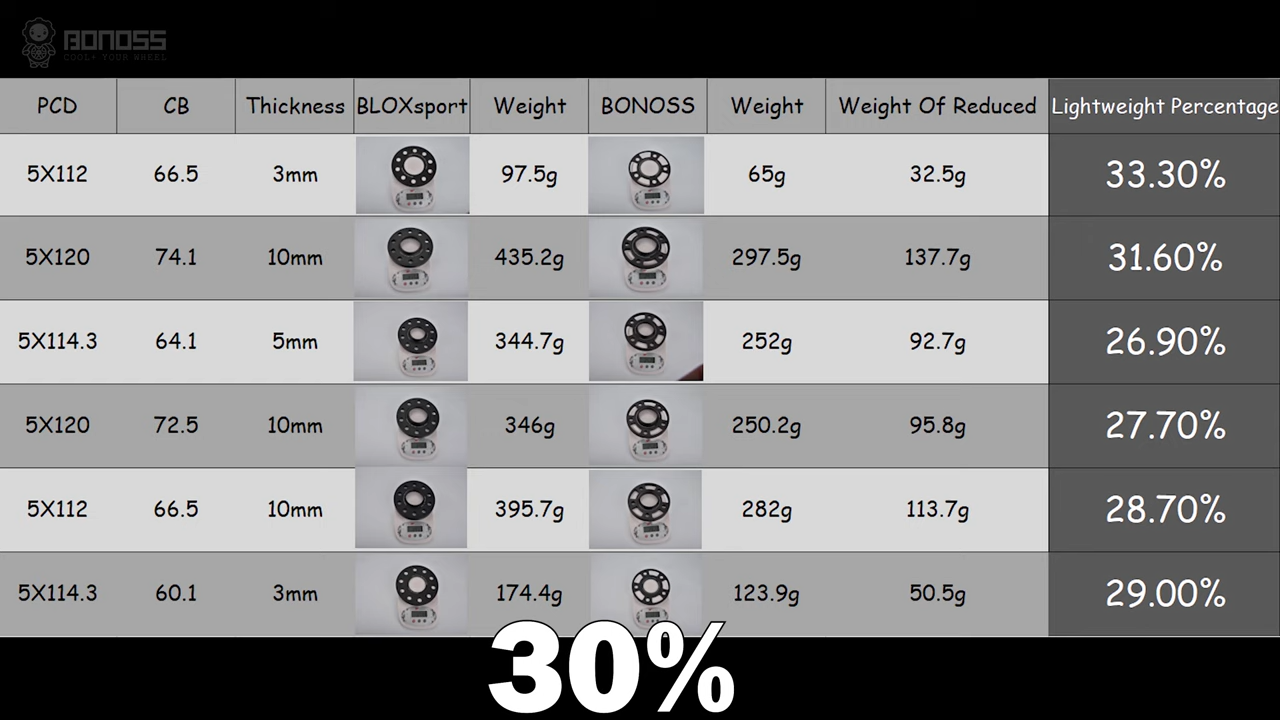 BONOSS
COOL+ YOUR WHEEL
PCD CB Thickness BLOXsport Weight BONOSS Weight Weight Of Reduced Lightweight Percentage
5X112 66.5 3mm 97.5g 65g 32.5g 33.30%
5X120 74.1 10mm 435.2g 297.5g 137.7g 31.60%
5X114.3 64.1 5mm 344.7g 252g 92.7g 26.90%
5X120 72.5 10mm 346g 250.2g 95.8g 27.70%
5X112 66.5 10mm 395.7g 282g 113.7g 28.70%
5X114.3 60.1 3mm 174.4g 123.9g 50.5g 29.00%
30%